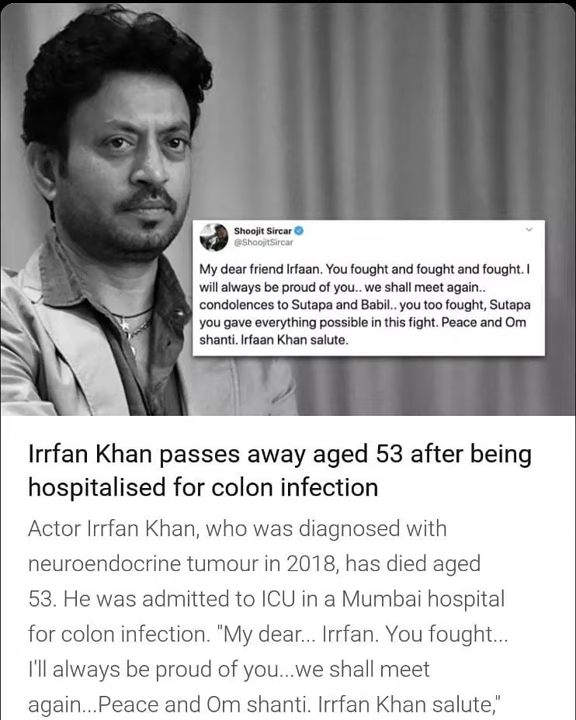 Shoojit Sircar
@ShoojitSircar
My dear friend Irfaan. You fought and fought and fought. I
will always be proud of you.. we shall meet again..
condolences to Sutapa and Babil.. you too fought, Sutapa
you gave everything possible in this fight. Peace and Om
shanti. Irfaan Khan salute.
Irrfan Khan passes away aged 53 after being
hospitalised for colon infection
Actor Irrfan Khan, who was diagnosed with
neuroendocrine tumour in 2018, has died aged
53. He was admitted to ICU in a Mumbai hospital
for colon infection. "My dear... Irrfan. You fought...
I'll always be proud of you...we shall meet
again...Peace and Om shanti. Irrfan Khan salute,"